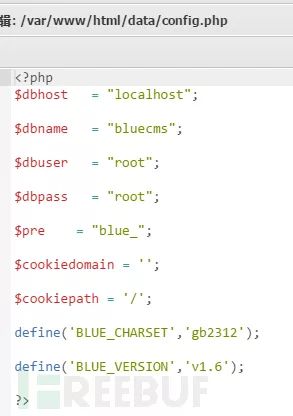 辑: /var/www/html/data/config.php
<?php
$dbhost = "localhost";
$dbname = "bluecms";
$dbuser = "root";
$dbpass = "root";
$pre = "blue_";
$cookiedomain = '';
$cookiepath = '/';
define('BLUE_CHARSET','gb2312');
define('BLUE_VERSION','v1.6');
?>
FREEBUF